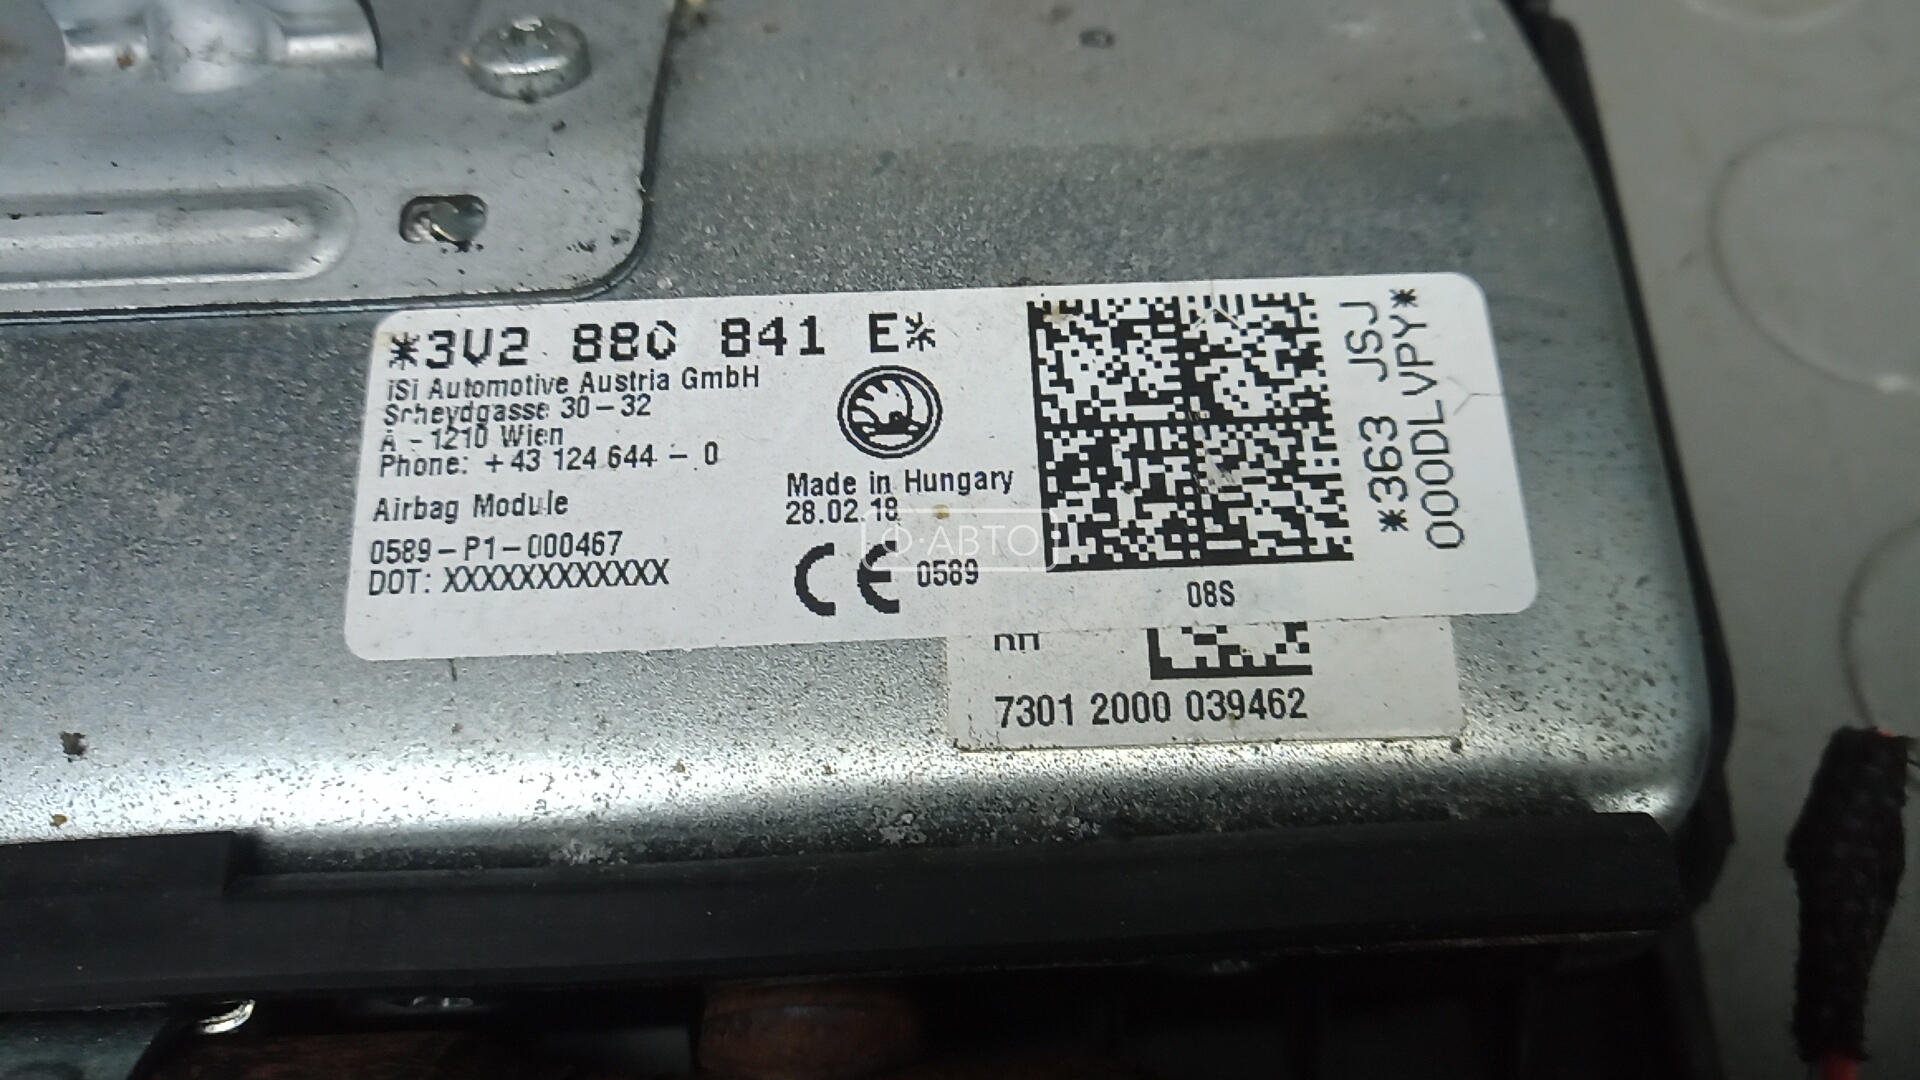 *3V2 880 841 E*
iSi Automotive Austria GmbH
Scheydgasse 30-32
A - 1210 Wien
Phone: +43 124 644 - 0
Airbag Module
0589-P1-000467
DOT: XXXXXXXXXXXXX
Made in Hungary
28.02.18
CE 0589
Ф·АВТО
08S
*363 JSJ
000DLVPY*
7301 2000 039462